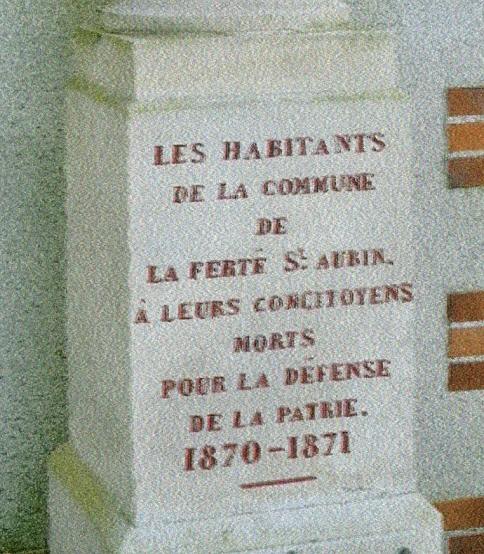 LES HABITANTS
DE LA COMMUNE
DE
LA FERTÉ St AUBIN.
À LEURS CONCITOYENS
MORTS
POUR LA DÉFENSE
DE LA PATRIE.
1870-1871